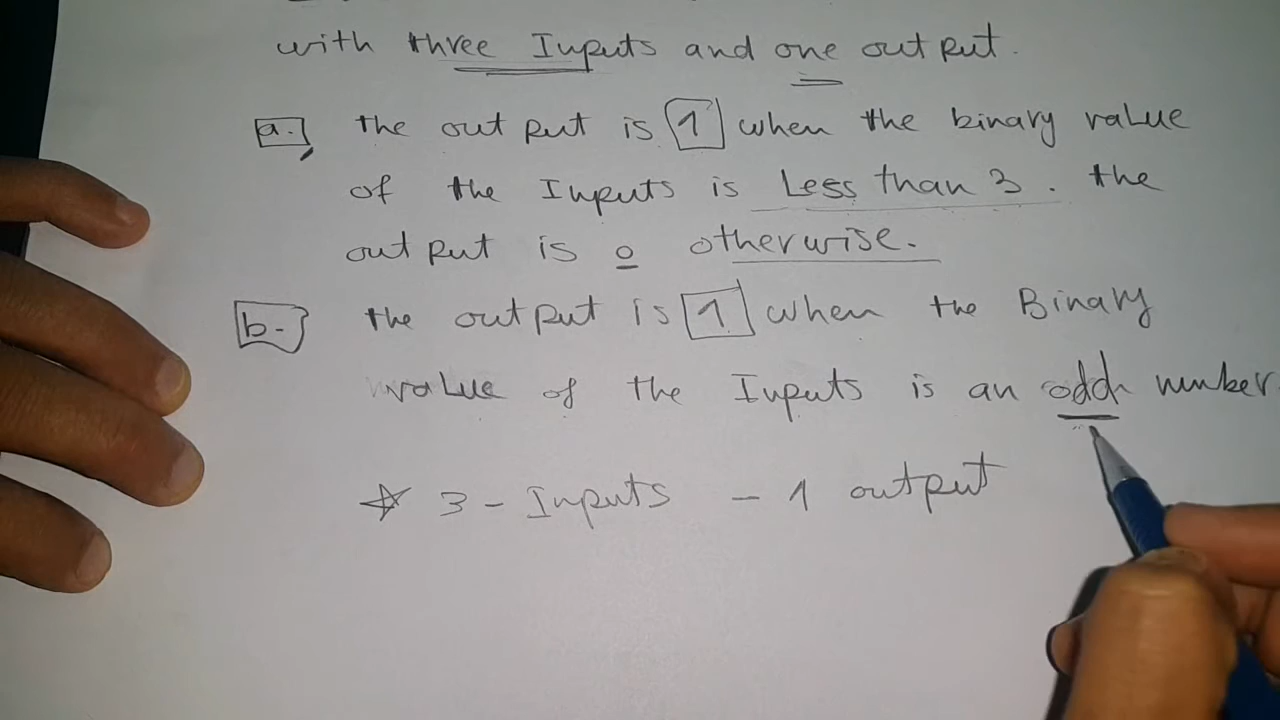 with three Inputs and one output.
a. the output is 1 when the binary value
of the Inputs is Less than 3. the
output is 0 otherwise.
b- the output is 1 when the Binary
value of the Inputs is an odd number
☆ 3 - Inputs - 1 output